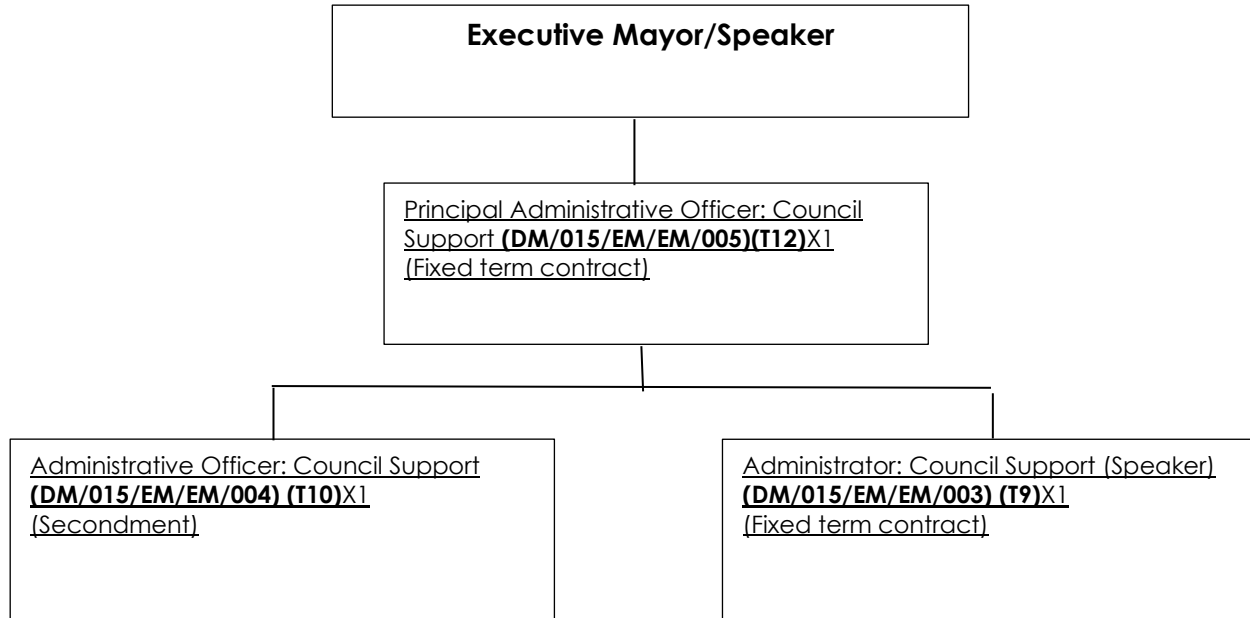 Executive Mayor/Speaker
Principal Administrative Officer: Council
Support (DM/015/EM/EM/005)(T12)X1
(Fixed term contract)
Administrative Officer: Council Support
(DM/015/EM/EM/004) (T10)X1
(Secondment)
Administrator: Council Support (Speaker)
(DM/015/EM/EM/003) (T9)X1
(Fixed term contract)